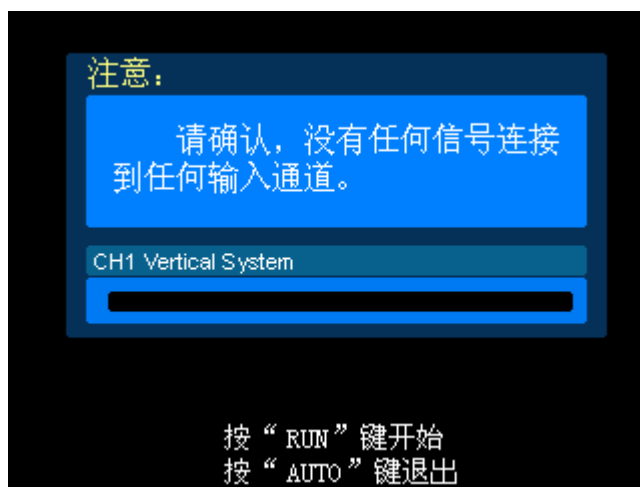 注意：
请确认，没有任何信号连接
到任何输入通道。
CH1 Vertical System
按“RUN”键开始
按“AUTO”键退出